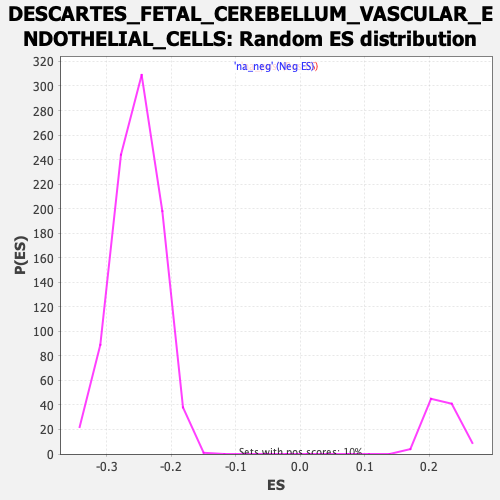 DESCARTES_FETAL_CEREBELLUM_VASCULAR_E
NDOTHELIAL_CELLS: Random ES distribution
320
'na_neg' (Neg ES)
300
280
260
240
220
200
180
160
140
120
100
80
60
40
20
0
P(ES)
Sets with pos scores: 10%
-0.3 -0.2 -0.1 0.0 0.1 0.2
ES